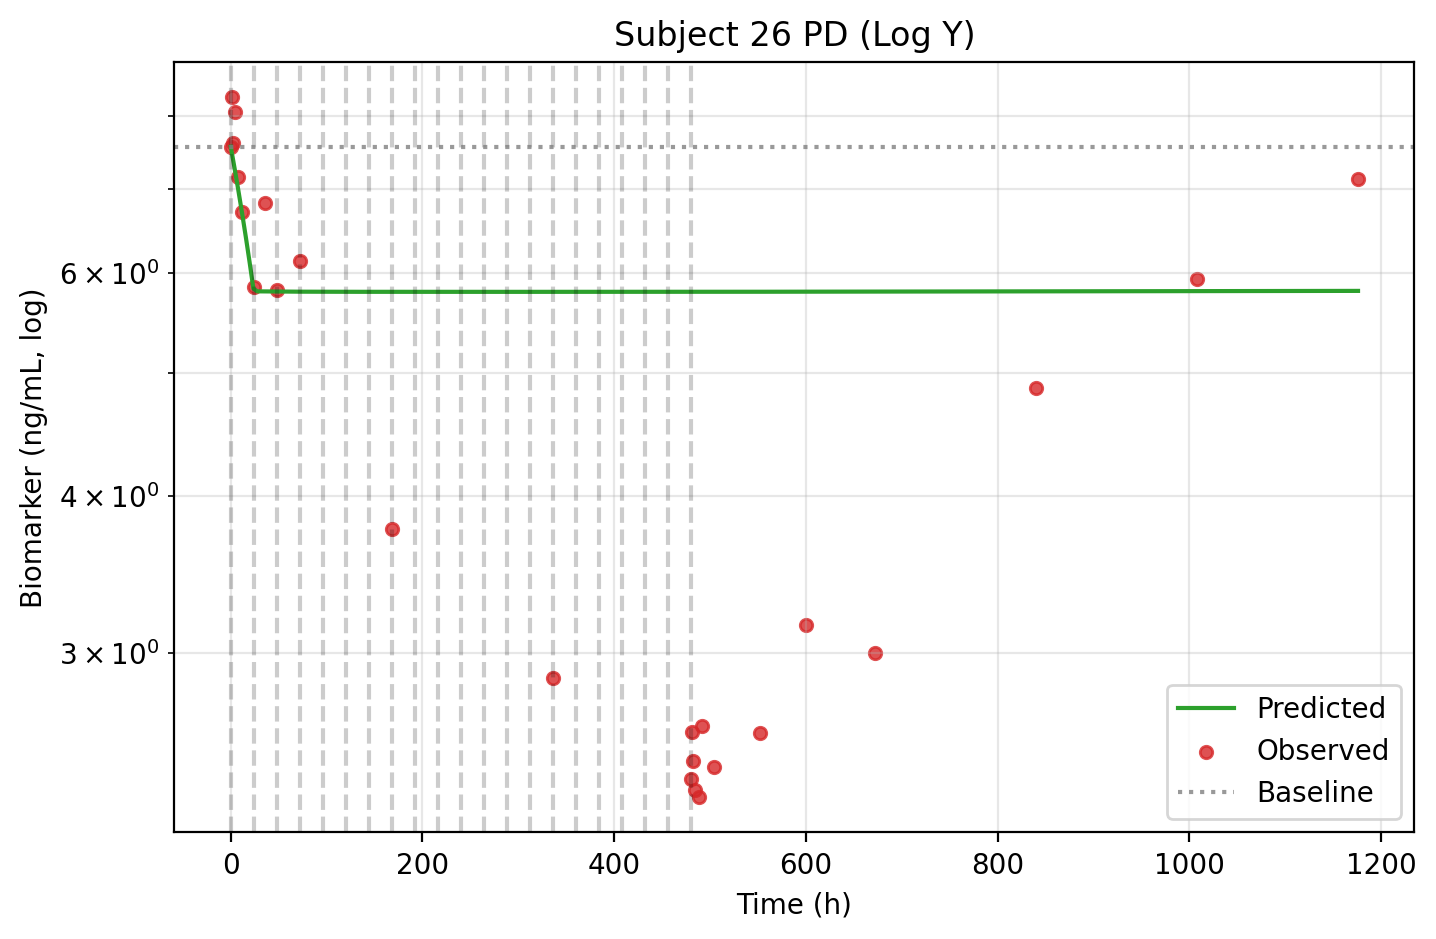 Subject 26 PD (Log Y)
Biomarker (ng/mL, log)
6 × 10⁰
4 × 10⁰
3 × 10⁰
Predicted
Observed
Baseline
0 200 400 600 800 1000 1200
Time (h)